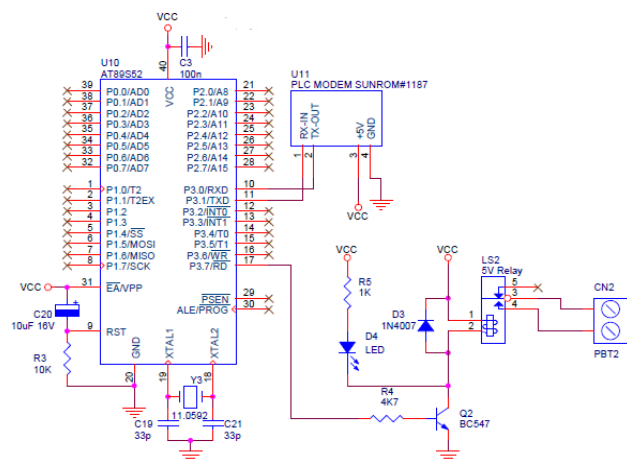 VCC
U10
AT89S52
C3
100n
40
VCC
39 P0.0/AD0 P2.0/A8 21
38 P0.1/AD1 P2.1/A9 22
37 P0.2/AD2 P2.2/A10 23
36 P0.3/AD3 P2.3/A11 24
35 P0.4/AD4 P2.4/A12 25
34 P0.5/AD5 P2.5/A13 26
33 P0.6/AD6 P2.6/A14 27
32 P0.7/AD7 P2.7/A15 28
1 P1.0/T2 P3.0/RXD 10
2 P1.1/T2EX P3.1/TXD 11
3 P1.2 P3.2/INT0 12
4 P1.3 P3.3/INT1 13
5 P1.4/SS P3.4/T0 14
6 P1.5/MOSI P3.5/T1 15
7 P1.6/MISO P3.6/WR 16
8 P1.7/SCK P3.7/RD 17
VCC 31 EA/VPP PSEN 29
ALE/PROG 30
C20
10uF 16V
9 RST
R3
10K
GND XTAL1 XTAL2
20 19 18
Y3
11.0592
C19
33p
C21
33p
U11
PLC MODEM SUNROM#1187
RX-IN TX-OUT +5V GND
1 2 3 4
VCC
VCC
R5
1K
D4
LED
VCC
D3
1N4007
LS2
5V Relay
5
3
4
1
2
CN2
PBT2
R4
4K7
Q2
BC547